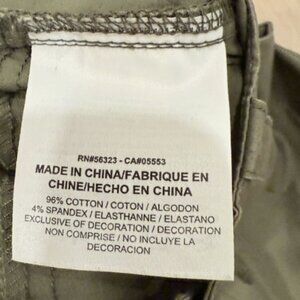 RN#56323 - CA#05553
MADE IN CHINA/FABRIQUE EN
CHINE/HECHO EN CHINA
96% COTTON / COTON / ALGODON
4% SPANDEX / ELASTHANNE / ELASTANO
EXCLUSIVE OF DECORATION / DECORATION
NON COMPRISE / NO INCLUYE LA
DECORACION